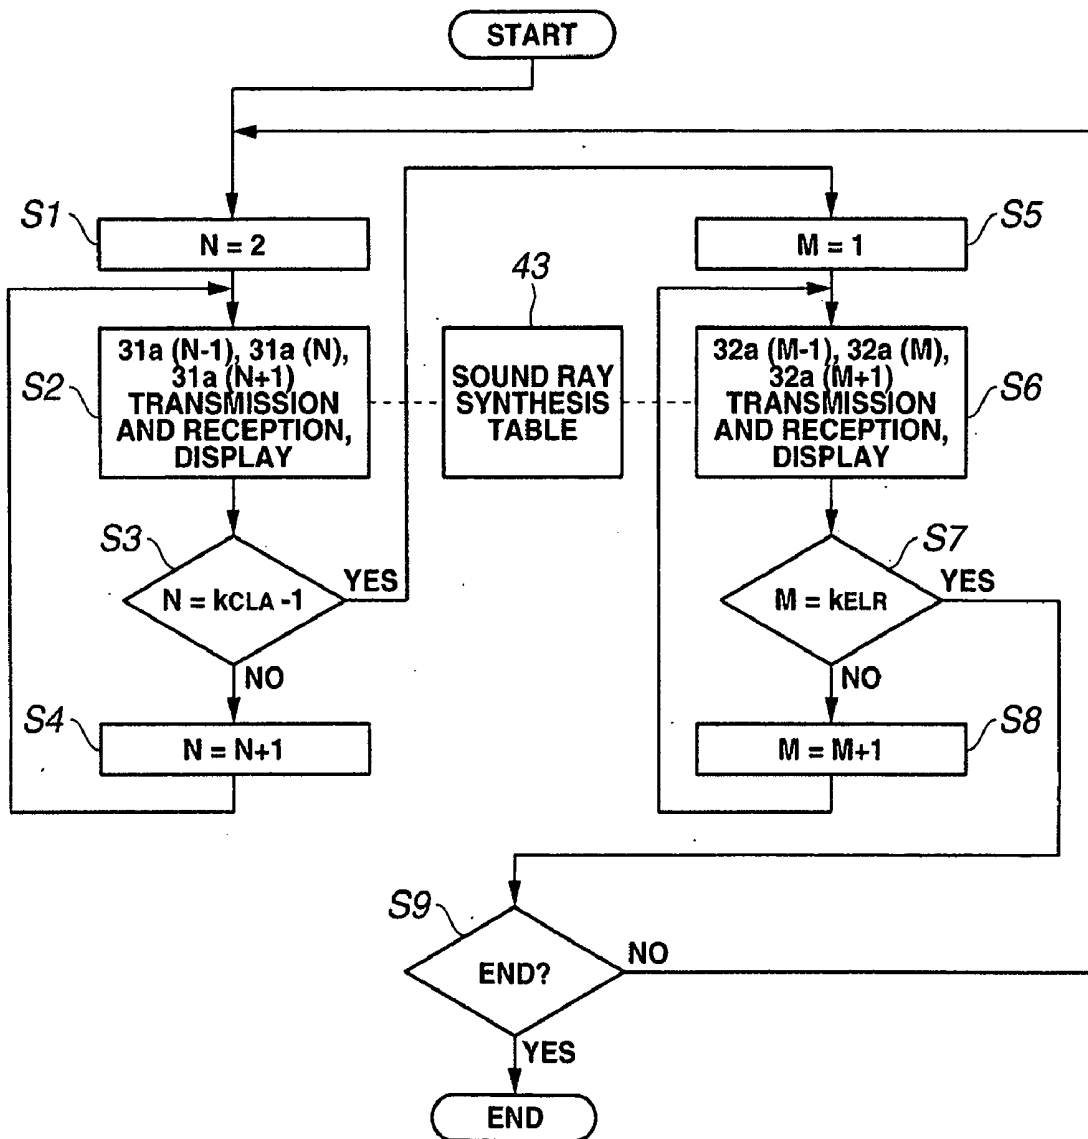 START
S1
N = 2
S2
31a (N-1), 31a (N),
31a (N+1)
TRANSMISSION
AND RECEPTION,
DISPLAY
43
SOUND RAY
SYNTHESIS
TABLE
S3
N = kCLA -1
YES
NO
S4
N = N+1
S5
M = 1
S6
32a (M-1), 32a (M),
32a (M+1)
TRANSMISSION
AND RECEPTION,
DISPLAY
S7
M = kELR
YES
NO
S8
M = M+1
S9
END?
NO
YES
END